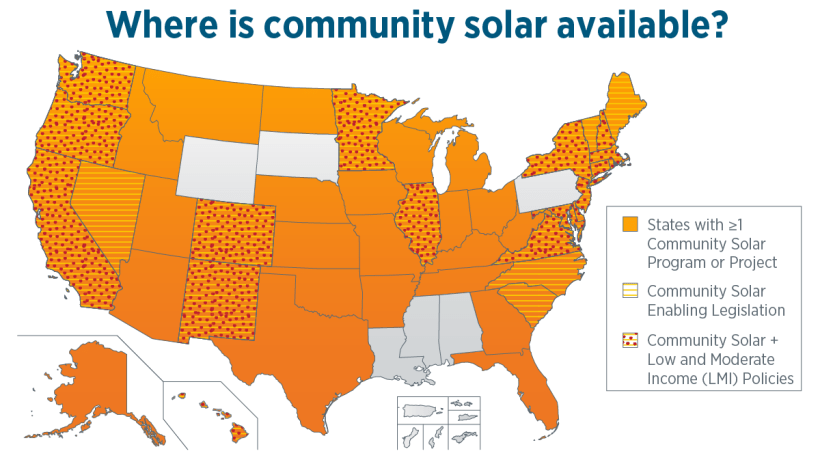 Where is community solar available?
States with ≥1
Community Solar
Program or Project
Community Solar
Enabling Legislation
Community Solar +
Low and Moderate
Income (LMI) Policies